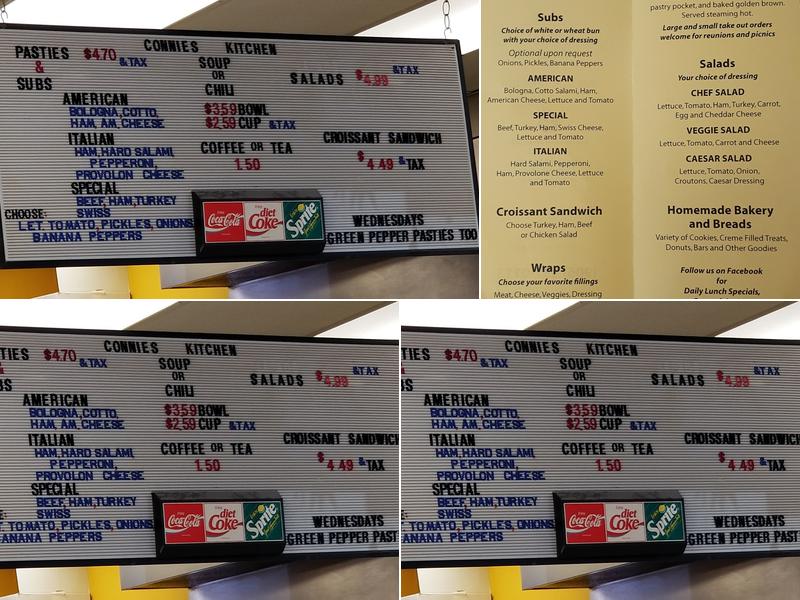 CONNIES KITCHEN
PASTIES $4.70 &TAX
&
SUBS
SOUP
OR
CHILI
SALADS $4.99 &TAX
AMERICAN
BOLOGNA,COTTO,
HAM, AM, CHEESE
$3.59 BOWL
$2.59 CUP &TAX
ITALIAN
HAM,HARD SALAMI,
PEPPERONI,
PROVOLON CHEESE
COFFEE OR TEA
1.50
CROISSANT SANDWICH
$4.49 &TAX
SPECIAL
BEEF, HAM,TURKEY
SWISS
CHOOSE:
LET, TOMATO, PICKLES, ONIONS
BANANA PEPPERS
Coca-Cola
diet
Coke
Sprite
WEDNESDAYS
GREEN PEPPER PASTIES TOO
Subs
Choice of white or wheat bun
with your choice of dressing
Optional upon request
Onions, Pickles, Banana Peppers
AMERICAN
Bologna, Cotto Salami, Ham,
American Cheese, Lettuce and Tomato
SPECIAL
Beef, Turkey, Ham, Swiss Cheese,
Lettuce and Tomato
ITALIAN
Hard Salami, Pepperoni,
Ham, Provolone Cheese, Lettuce
and Tomato
Croissant Sandwich
Choose Turkey, Ham, Beef
or Chicken Salad
Wraps
Choose your favorite fillings
Meat, Cheese, Veggies, Dressing
pastry pocket, and baked golden brown.
Served steaming hot.
Large and small take out orders
welcome for reunions and picnics
Salads
Your choice of dressing
CHEF SALAD
Lettuce, Tomato, Ham, Turkey, Carrot,
Egg and Cheddar Cheese
VEGGIE SALAD
Lettuce, Tomato, Carrot and Cheese
CAESAR SALAD
Lettuce, Tomato, Onion,
Croutons, Caesar Dressing
Homemade Bakery
and Breads
Variety of Cookies, Creme Filled Treats,
Donuts, Bars and Other Goodies
Follow us on Facebook
for
Daily Lunch Specials,
CONNIES KITCHEN
TIES $4.70 &TAX
BS
SOUP
OR
CHILI
SALADS $4.99 &TAX
AMERICAN
BOLOGNA,COTTO,
HAM, AM, CHEESE
$3.59 BOWL
$2.59 CUP &TAX
ITALIAN
HAM,HARD SALAMI,
PEPPERONI,
PROVOLON CHEESE
COFFEE OR TEA
1.50
CROISSANT SANDWICH
$4.49 &TAX
SPECIAL
BEEF, HAM,TURKEY
SWISS
T, TOMATO, PICKLES, ONIONS
ANANA PEPPERS
Coca-Cola
diet
Coke
Sprite
WEDNESDAYS
GREEN PEPPER PAST
CONNIES KITCHEN
TIES $4.70 &TAX
BS
SOUP
OR
CHILI
SALADS $4.99 &TAX
AMERICAN
BOLOGNA,COTTO,
HAM, AM, CHEESE
$3.59 BOWL
$2.59 CUP &TAX
ITALIAN
HAM,HARD SALAMI,
PEPPERONI,
PROVOLON CHEESE
COFFEE OR TEA
1.50
CROISSANT SANDWICH
$4.49 &TAX
SPECIAL
BEEF, HAM,TURKEY
SWISS
TOMATO, PICKLES, ONIONS
ANANA PEPPERS
Coca-Cola
diet
Coke
Sprite
WEDNESDAYS
GREEN PEPPER PAST